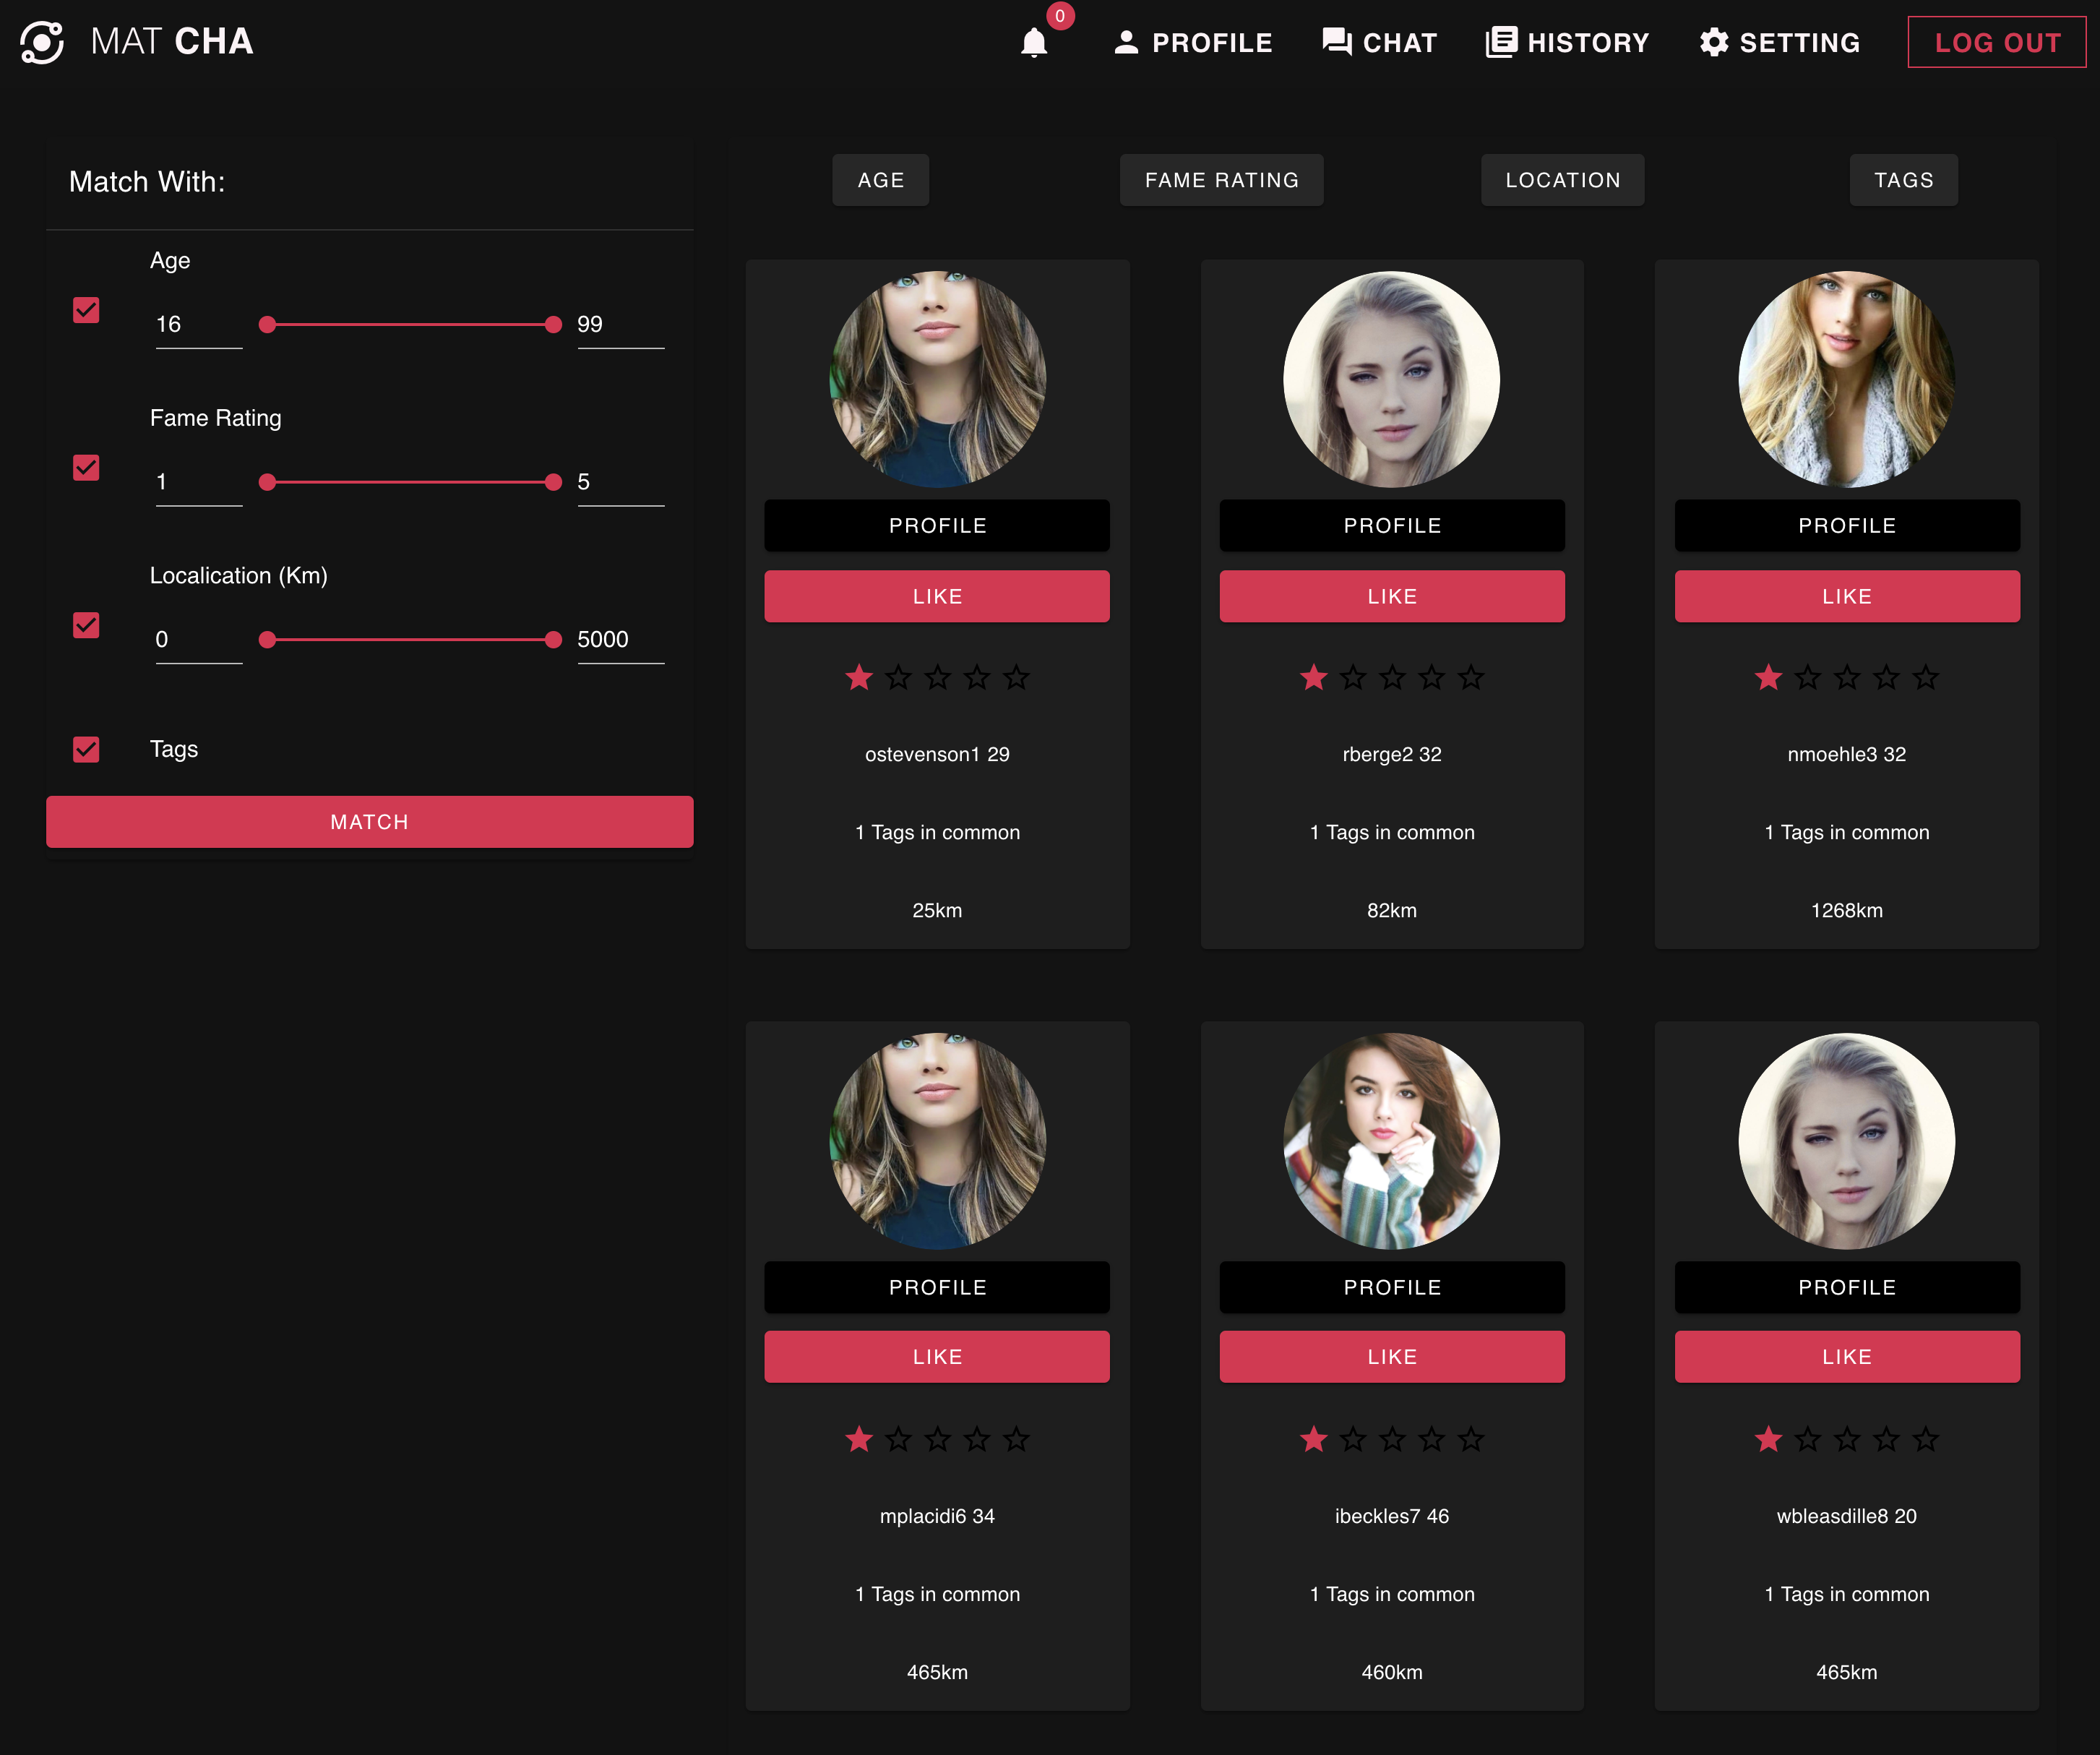 MAT CHA
0
PROFILE
CHAT
HISTORY
SETTING
LOG OUT
Match With:
Age
16
99
Fame Rating
1
5
Localication (Km)
0
5000
Tags
MATCH
AGE
FAME RATING
LOCATION
TAGS
PROFILE
LIKE
ostevenson1 29
1 Tags in common
25km
PROFILE
LIKE
rberge2 32
1 Tags in common
82km
PROFILE
LIKE
nmoehle3 32
1 Tags in common
1268km
PROFILE
LIKE
mplacidi6 34
1 Tags in common
465km
PROFILE
LIKE
ibeckles7 46
1 Tags in common
460km
PROFILE
LIKE
wbleasdille8 20
1 Tags in common
465km